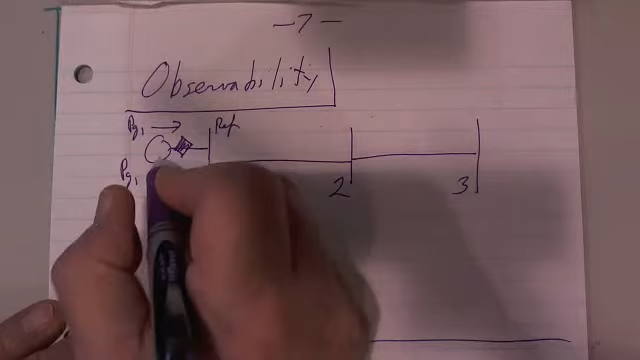 -7-
Observability
Pg1 → Ref
Pg1
2 3